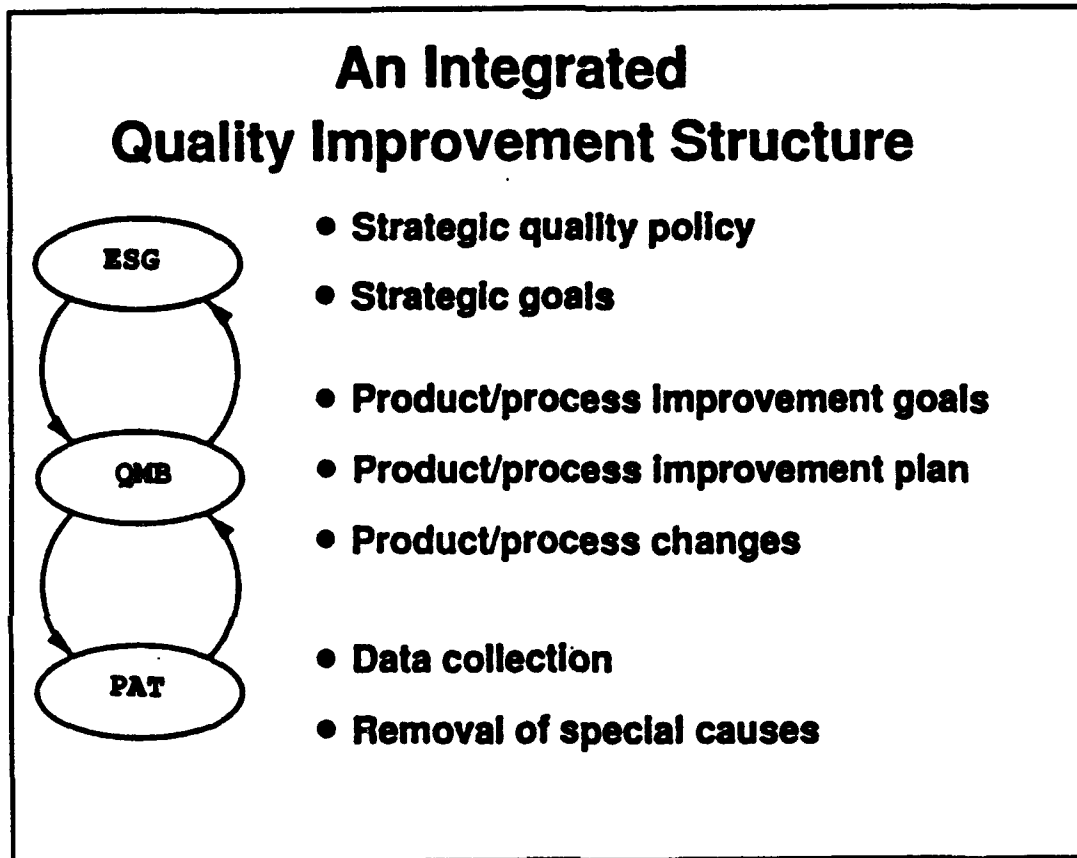 An Integrated
Quality Improvement Structure
ESG
• Strategic quality policy
• Strategic goals
• Product/process improvement goals
QMB
• Product/process improvement plan
• Product/process changes
PAT
• Data collection
• Removal of special causes